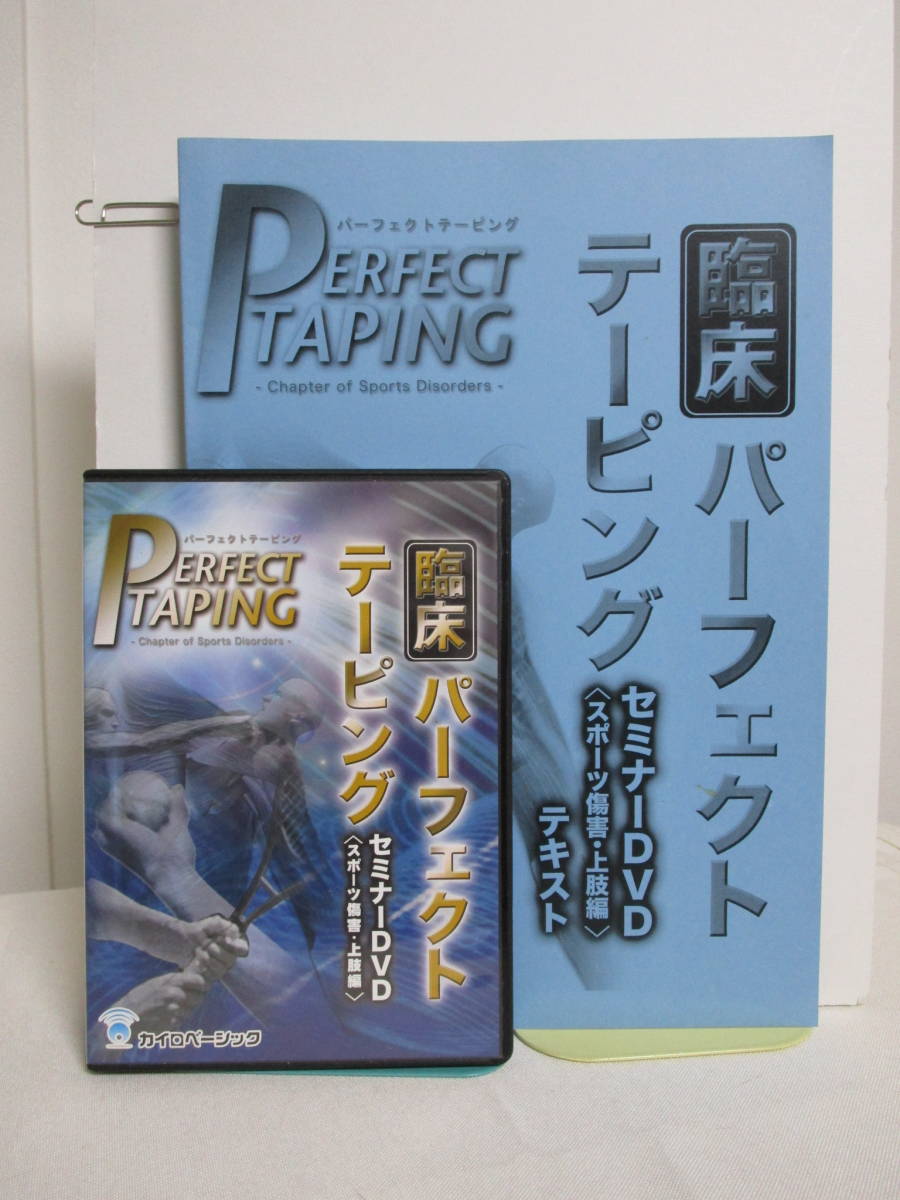 パーフェクトテーピング
PERFECT
TAPING
- Chapter of Sports Disorders -
臨床
パーフェクト
テーピング
セミナーDVD
〈スポーツ傷害・上肢編〉
テキスト
パーフェクトテーピング
PERFECT
TAPING
- Chapter of Sports Disorders -
臨床
パーフェクト
テーピング
セミナーDVD
〈スポーツ傷害・上肢編〉
カイロベーシック